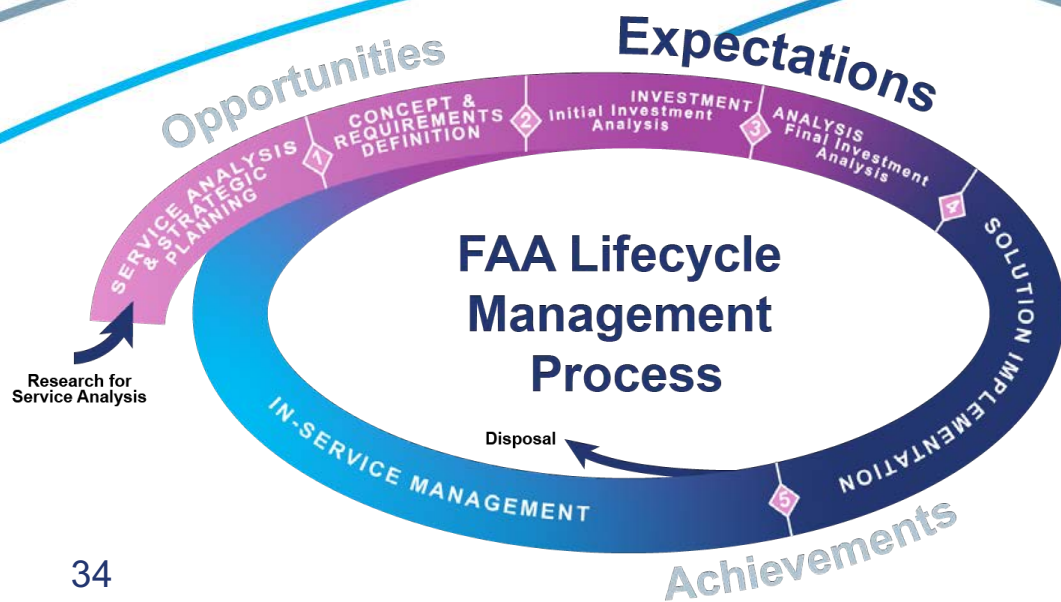 Opportunities
Expectations
SERVICE ANALYSIS
& STRATEGIC
PLANNING
1
CONCEPT &
REQUIREMENTS
DEFINITION
2
INVESTMENT
Initial Investment
Analysis
3
ANALYSIS
Final Investment
Analysis
4
SOLUTION IMPLEMENTATION
FAA Lifecycle
Management
Process
Research for
Service Analysis
Disposal
IN-SERVICE MANAGEMENT
5
Achievements
34